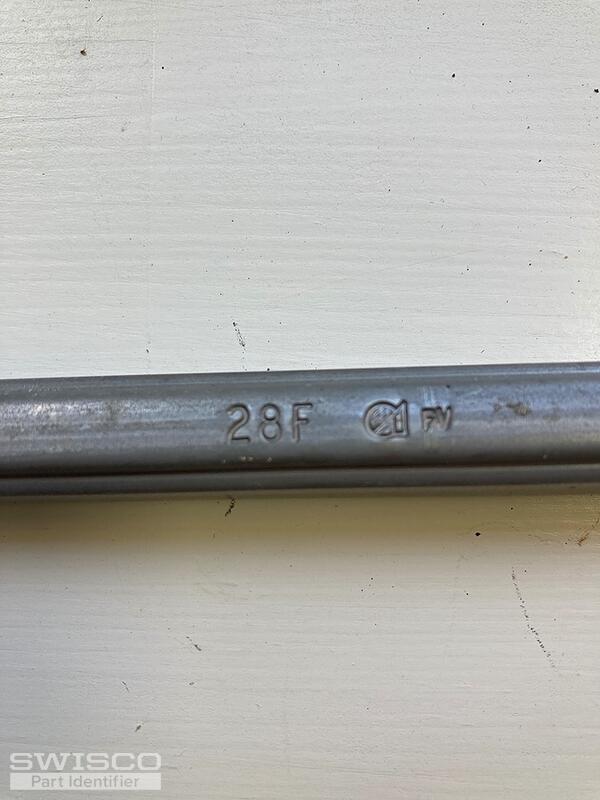 28F FV
SWISCO
Part Identifier